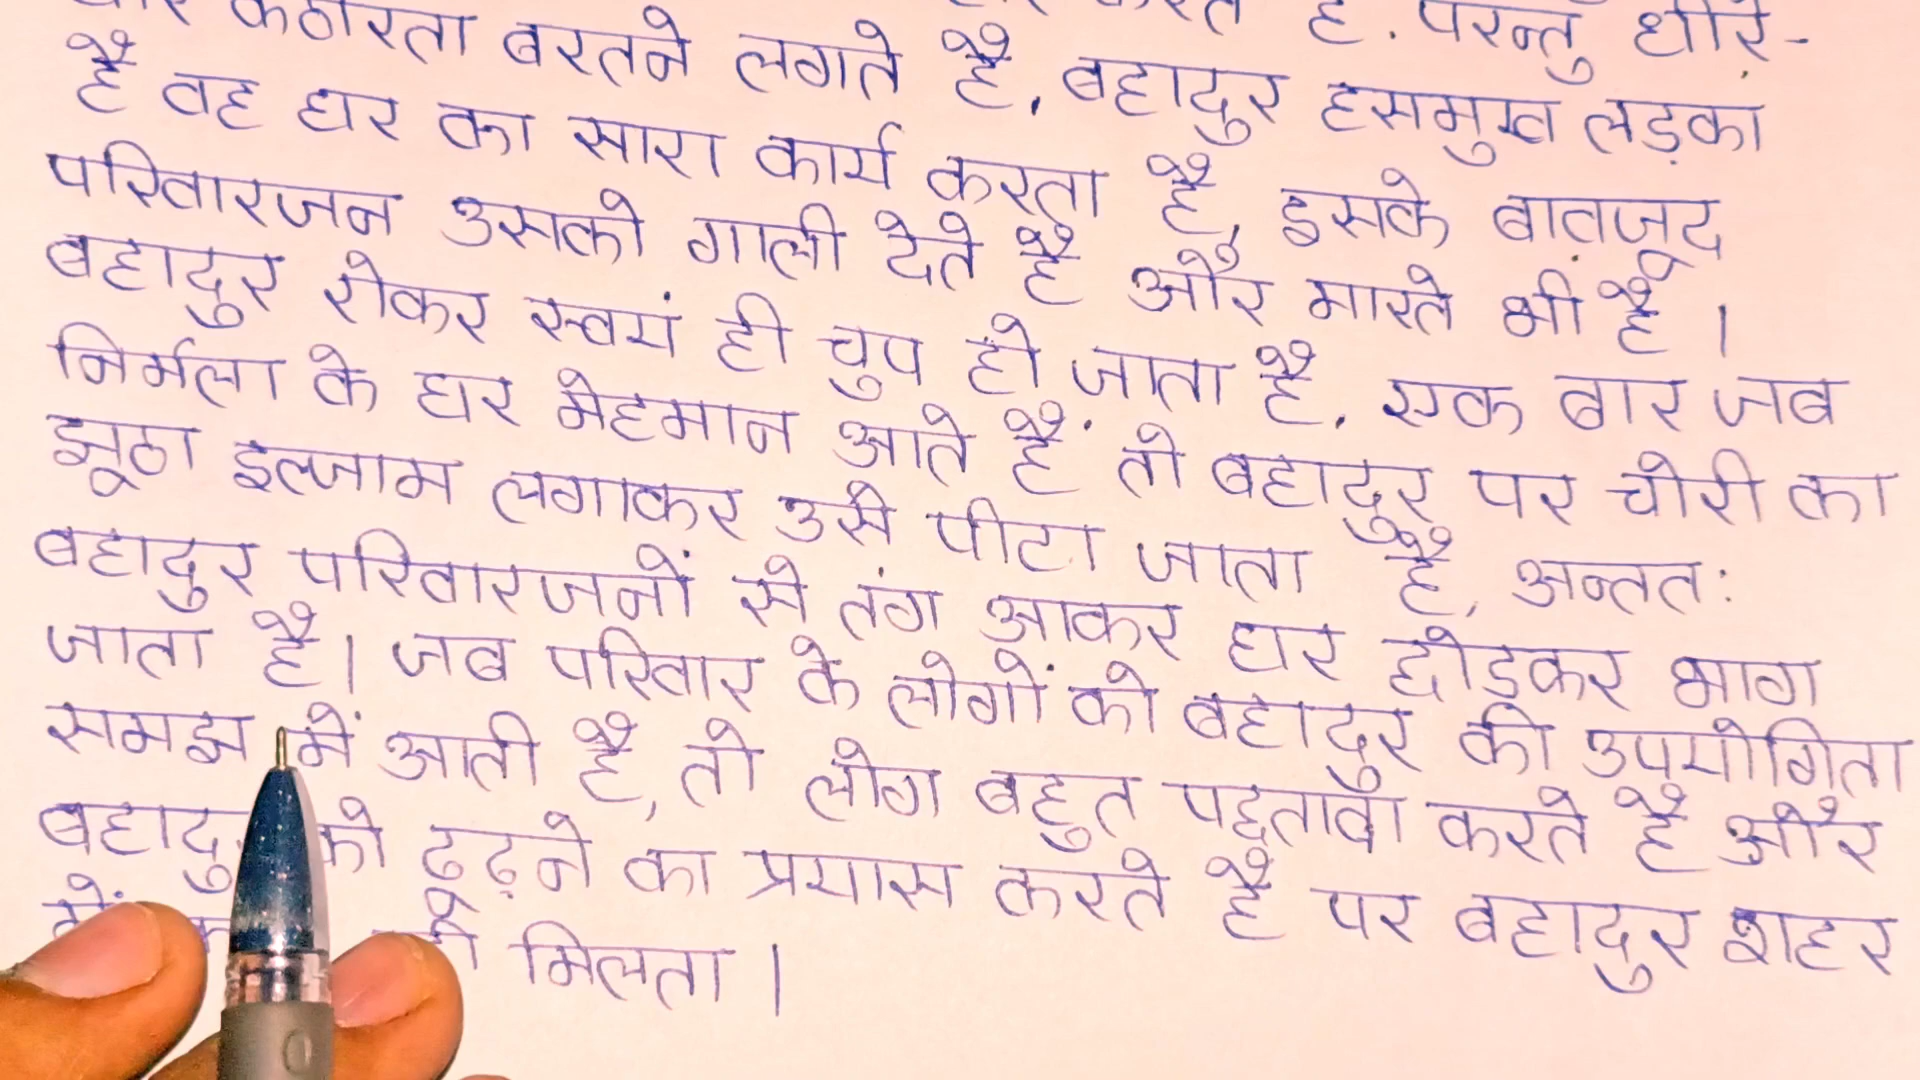 है. परन्तु धीरे-
कठोरता बरतने लगते है, बहादुर हसमुख लड़का
है वह घर का सारा कार्य करता है, इसके बावजूद
परिवारजन उसको गाली देते है और मारते भी है ।
बहादुर रोकर स्वयं ही चुप हो जाता है, एक बार जब
निर्मला के घर मेहमान आते है तो बहादुर पर चोरी का
झूठा इल्जाम लगाकर उसे पीटा जाता है, अन्ततः
बहादुर परिवारजनों से तंग आकर घर छोड़कर भाग
जाता है। जब परिवार के लोगों को बहादुर की उपयोगिता
समझ में आती है, तो लोग बहुत पछतावा करते है और
को ढूढ़ने का प्रयास करते है पर बहादुर शहर
मिलता ।